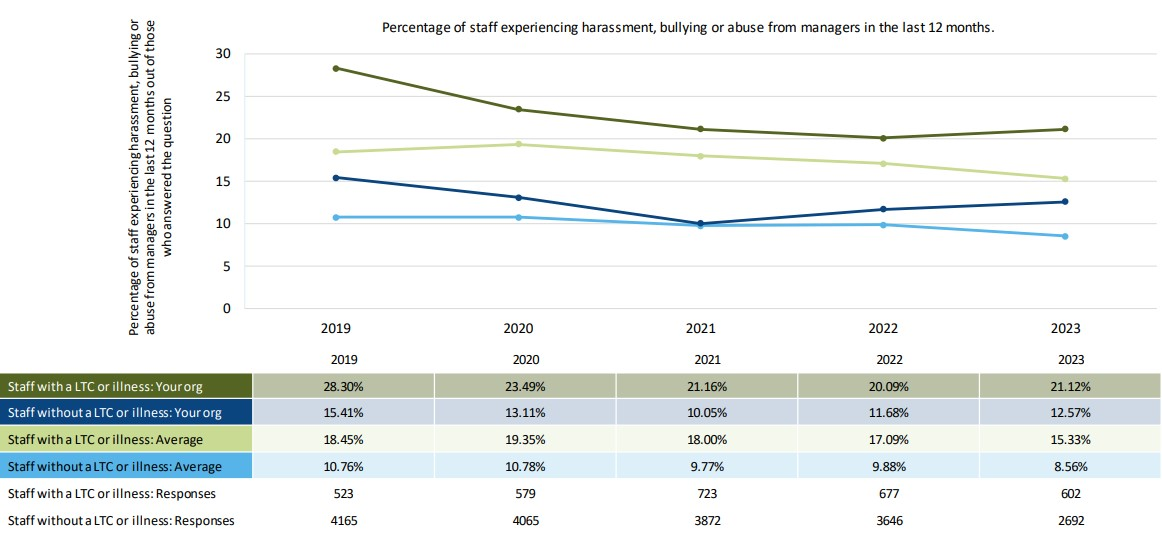 Percentage of staff experiencing harassment, bullying or abuse from managers in the last 12 months.
Percentage of staff experiencing harassment, bullying or
abuse from managers in the last 12 months out of those
who answered the question
30
25
20
15
10
5
0
2019 2020 2021 2022 2023
2019 2020 2021 2022 2023
Staff with a LTC or illness: Your org 28.30% 23.49% 21.16% 20.09% 21.12%
Staff without a LTC or illness: Your org 15.41% 13.11% 10.05% 11.68% 12.57%
Staff with a LTC or illness: Average 18.45% 19.35% 18.00% 17.09% 15.33%
Staff without a LTC or illness: Average 10.76% 10.78% 9.77% 9.88% 8.56%
Staff with a LTC or illness: Responses 523 579 723 677 602
Staff without a LTC or illness: Responses 4165 4065 3872 3646 2692